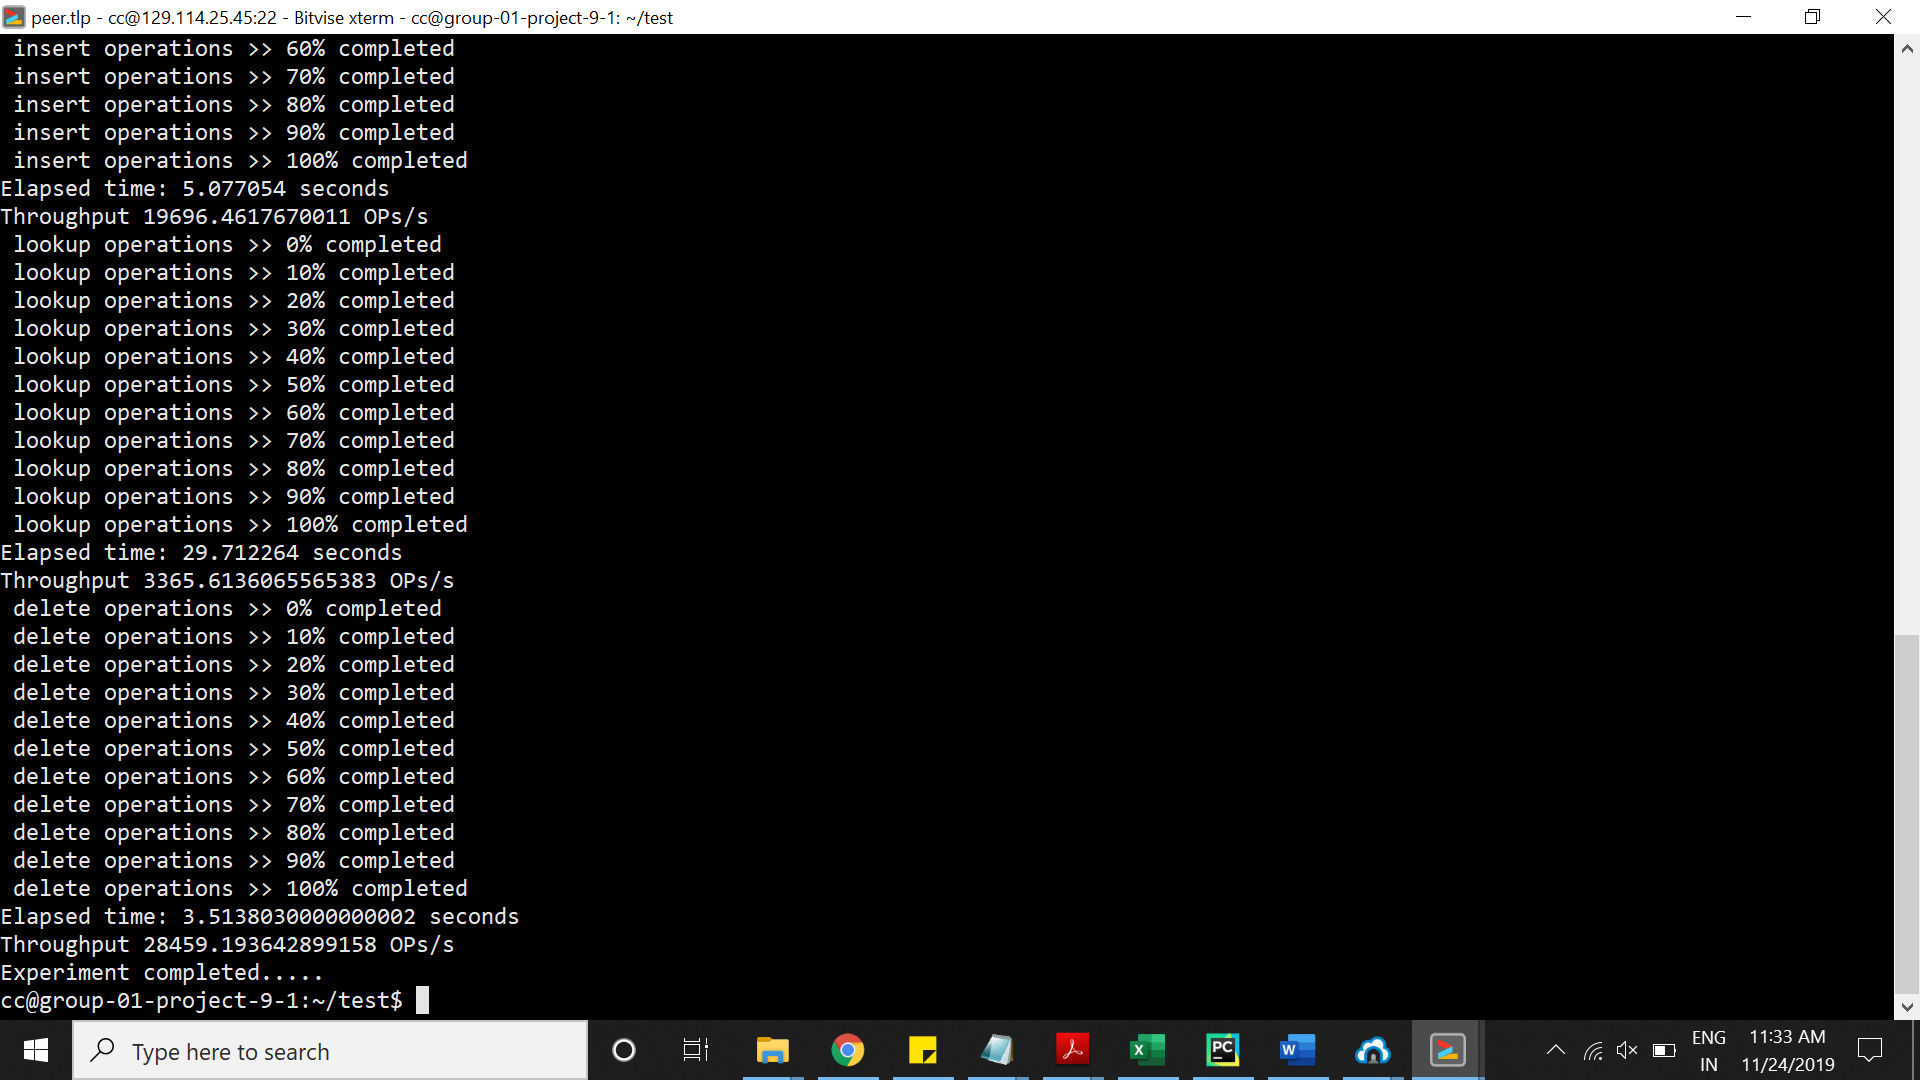 peer.tlp - cc@129.114.25.45:22 - Bitvise xterm - cc@group-01-project-9-1: ~/test
insert operations >> 60% completed
insert operations >> 70% completed
insert operations >> 80% completed
insert operations >> 90% completed
insert operations >> 100% completed
Elapsed time: 5.077054 seconds
Throughput 19696.4617670011 OPs/s
lookup operations >> 0% completed
lookup operations >> 10% completed
lookup operations >> 20% completed
lookup operations >> 30% completed
lookup operations >> 40% completed
lookup operations >> 50% completed
lookup operations >> 60% completed
lookup operations >> 70% completed
lookup operations >> 80% completed
lookup operations >> 90% completed
lookup operations >> 100% completed
Elapsed time: 29.712264 seconds
Throughput 3365.6136065565383 OPs/s
delete operations >> 0% completed
delete operations >> 10% completed
delete operations >> 20% completed
delete operations >> 30% completed
delete operations >> 40% completed
delete operations >> 50% completed
delete operations >> 60% completed
delete operations >> 70% completed
delete operations >> 80% completed
delete operations >> 90% completed
delete operations >> 100% completed
Elapsed time: 3.5138030000000002 seconds
Throughput 28459.193642899158 OPs/s
Experiment completed.....
cc@group-01-project-9-1:~/test$
Type here to search
PC
W
ENG
IN
11:33 AM
11/24/2019